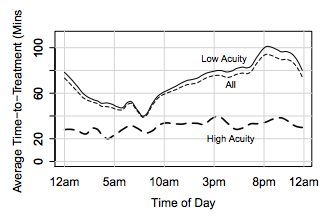 Average Time-to-Treatment (Mins
100
60
40
20
0
Low Acuity
All
High Acuity
12am 5am 10am 3pm 8pm 12am
Time of Day